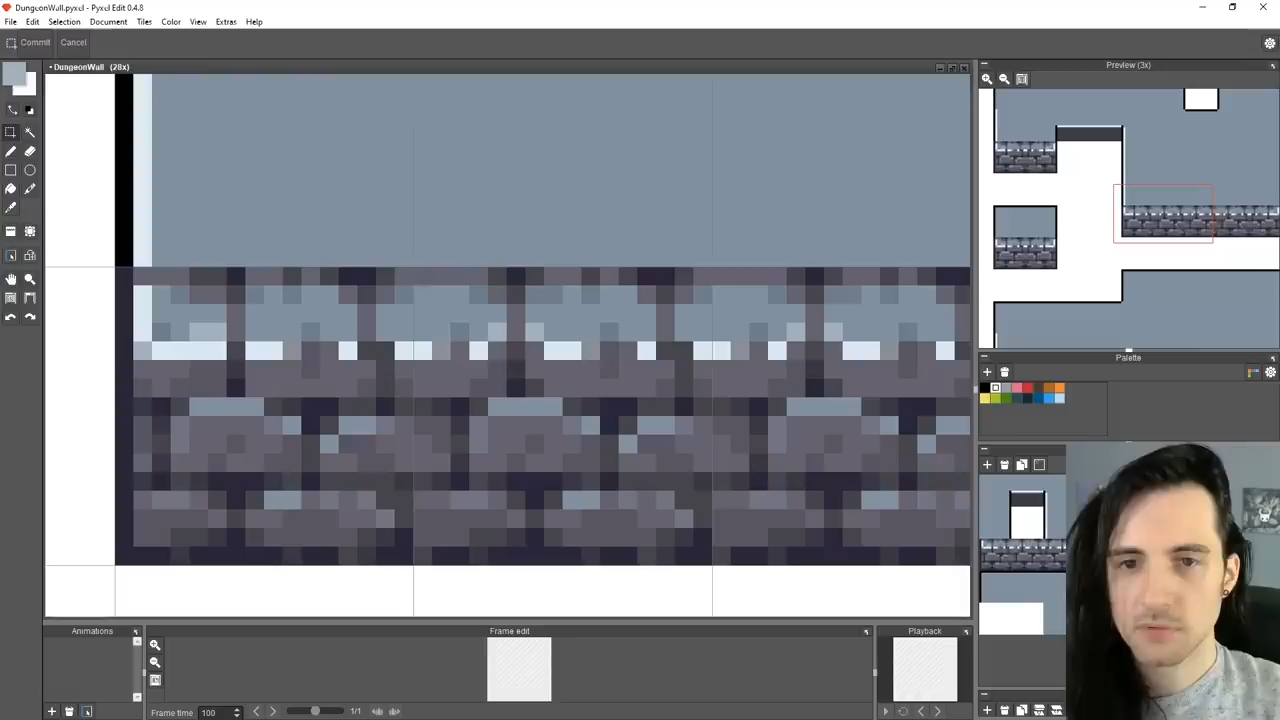 DungeonWall.pyxel - Pyxel Edit 0.4.8
File Edit Selection Document Tiles Color View Extras Help
Commit Cancel
• DungeonWall (28x)
Preview (3x)
Palette
Animations
Frame edit
Playback
Frame time 100
1/1